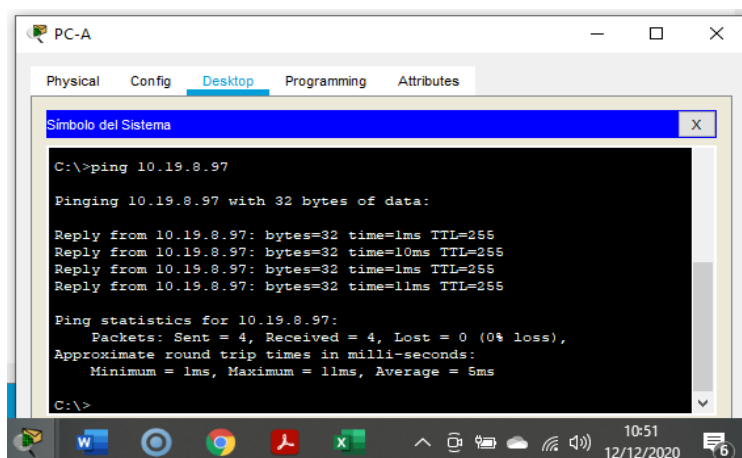 PC-A
Physical Config Desktop Programming Attributes
Símbolo del Sistema X
C:\>ping 10.19.8.97
Pinging 10.19.8.97 with 32 bytes of data:
Reply from 10.19.8.97: bytes=32 time=1ms TTL=255
Reply from 10.19.8.97: bytes=32 time=10ms TTL=255
Reply from 10.19.8.97: bytes=32 time=1ms TTL=255
Reply from 10.19.8.97: bytes=32 time=11ms TTL=255
Ping statistics for 10.19.8.97:
Packets: Sent = 4, Received = 4, Lost = 0 (0% loss),
Approximate round trip times in milli-seconds:
Minimum = 1ms, Maximum = 11ms, Average = 5ms
C:\>
10:51
12/12/2020
6